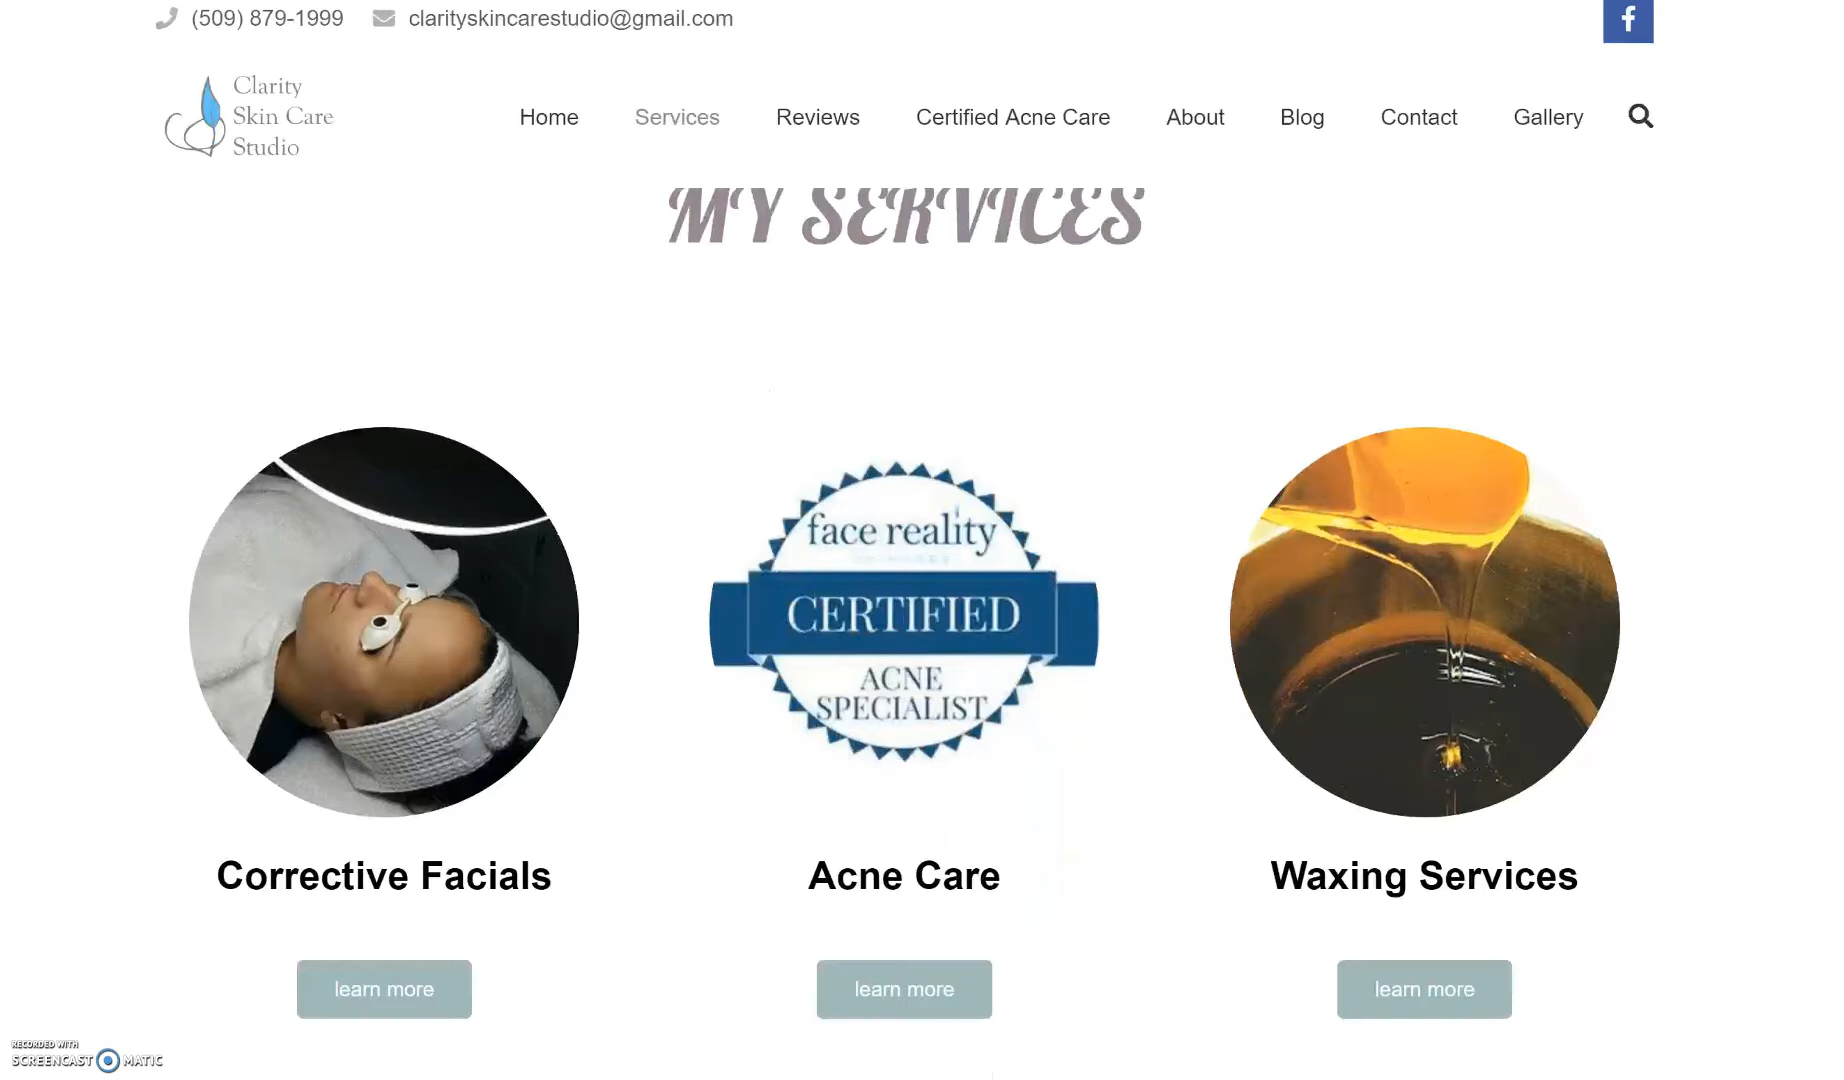 (509) 879-1999 clarityskincarestudio@gmail.com
Clarity
Skin Care
Studio
Home Services Reviews Certified Acne Care About Blog Contact Gallery
MY SERVICES
face reality
CERTIFIED
ACNE
SPECIALIST
Corrective Facials Acne Care Waxing Services
learn more learn more learn more
RECORDED WITH
SCREENCAST MATIC